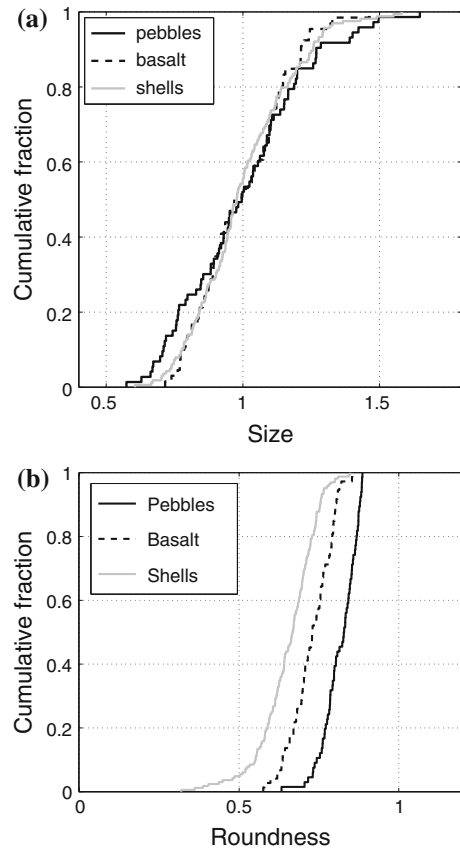 (a)
pebbles
basalt
shells
Cumulative fraction
1
0.8
0.6
0.4
0.2
0
0.5 1 1.5
Size
(b)
Pebbles
Basalt
Shells
Cumulative fraction
1
0.8
0.6
0.4
0.2
0
0 0.5 1
Roundness